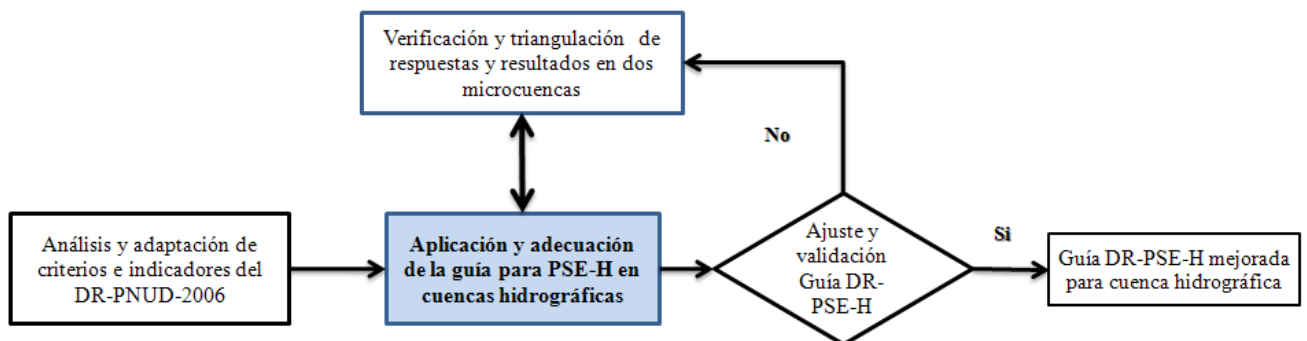 Verificación y triangulación de
respuestas y resultados en dos
microcuencas
No
Análisis y adaptación de
criterios e indicadores del
DR-PNUD-2006
Aplicación y adecuación
de la guía para PSE-H en
cuencas hidrográficas
Ajuste y
validación
Guía DR-
PSE-H
Si
Guía DR-PSE-H mejorada
para cuenca hidrográfica